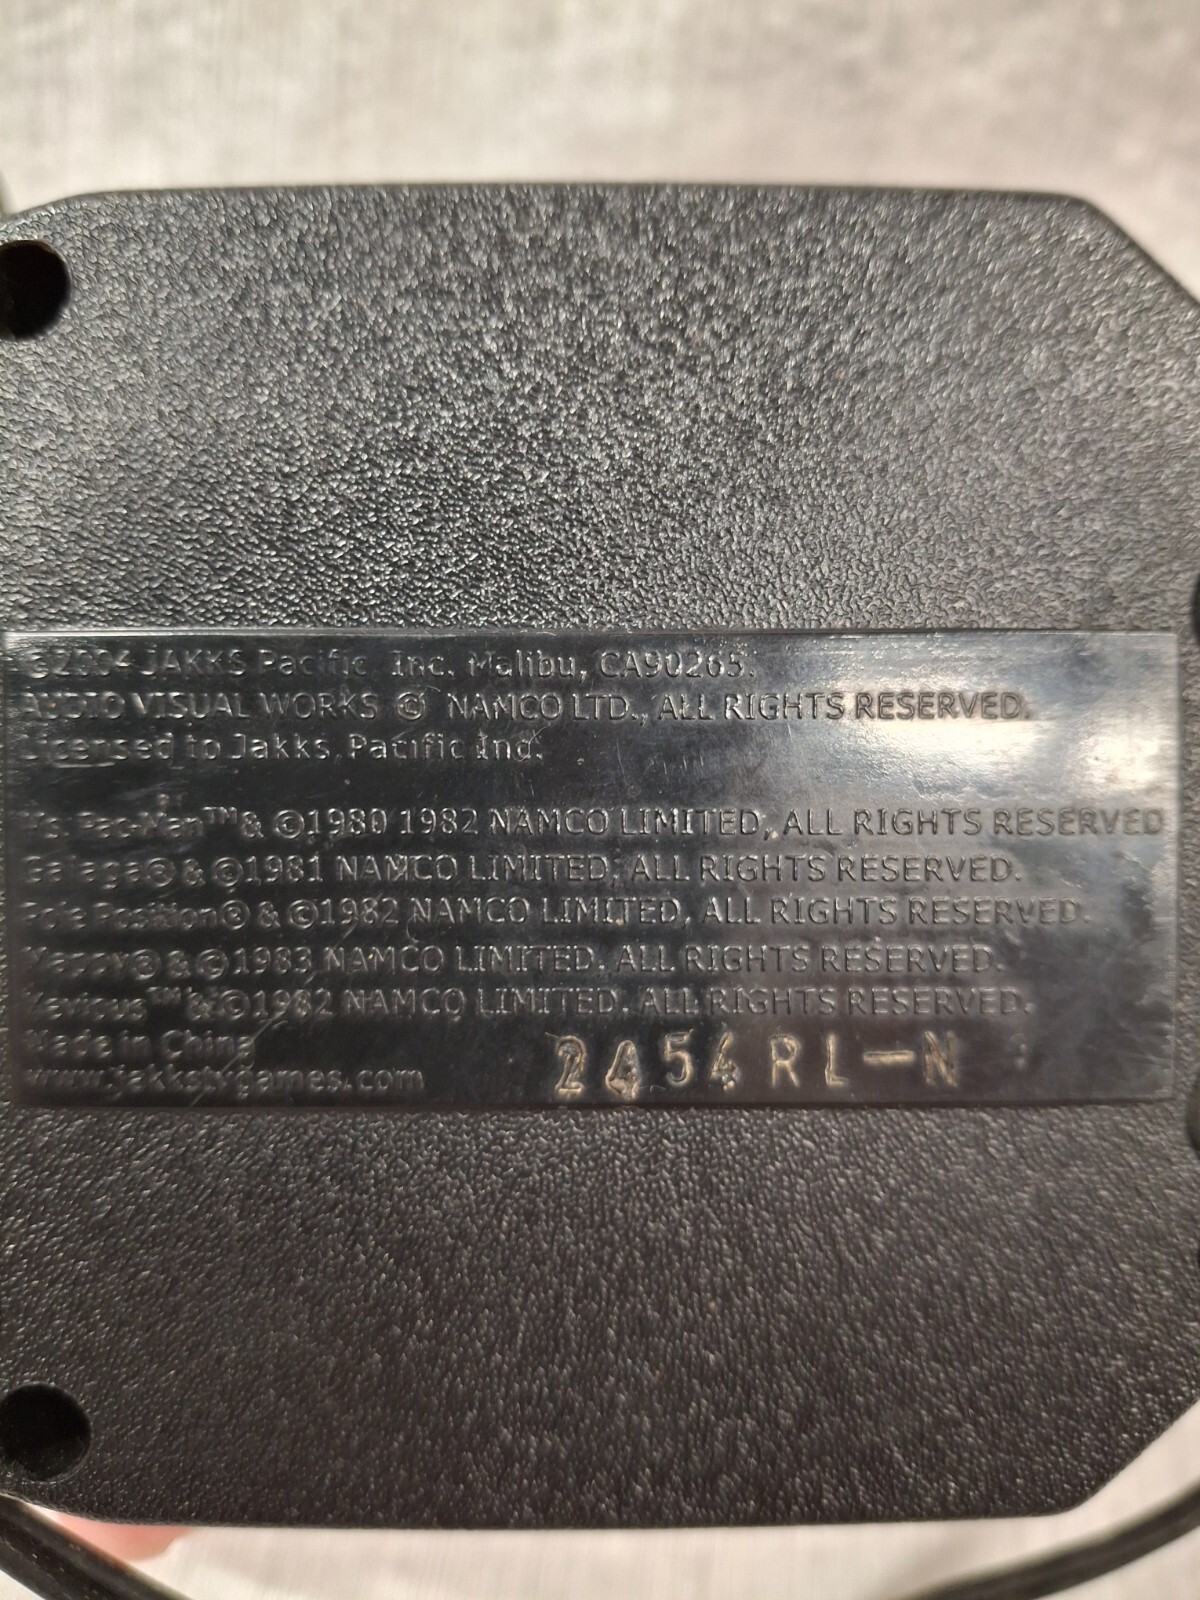 ©2004 JAKKS Pacific, Inc. Malibu, CA90265.
AUDIO VISUAL WORKS © NAMCO LTD., ALL RIGHTS RESERVED.
Licensed to Jakks Pacific Inc.
Ms. Pac-Man™ & ©1980 1982 NAMCO LIMITED, ALL RIGHTS RESERVED
Galaga® & ©1981 NAMCO LIMITED, ALL RIGHTS RESERVED.
Pole Position® & ©1982 NAMCO LIMITED, ALL RIGHTS RESERVED.
Mappy® & ©1983 NAMCO LIMITED, ALL RIGHTS RESERVED.
Xevious™ & ©1982 NAMCO LIMITED, ALL RIGHTS RESERVED.
Made in China
www.jakkstvgames.com
2454RL-N